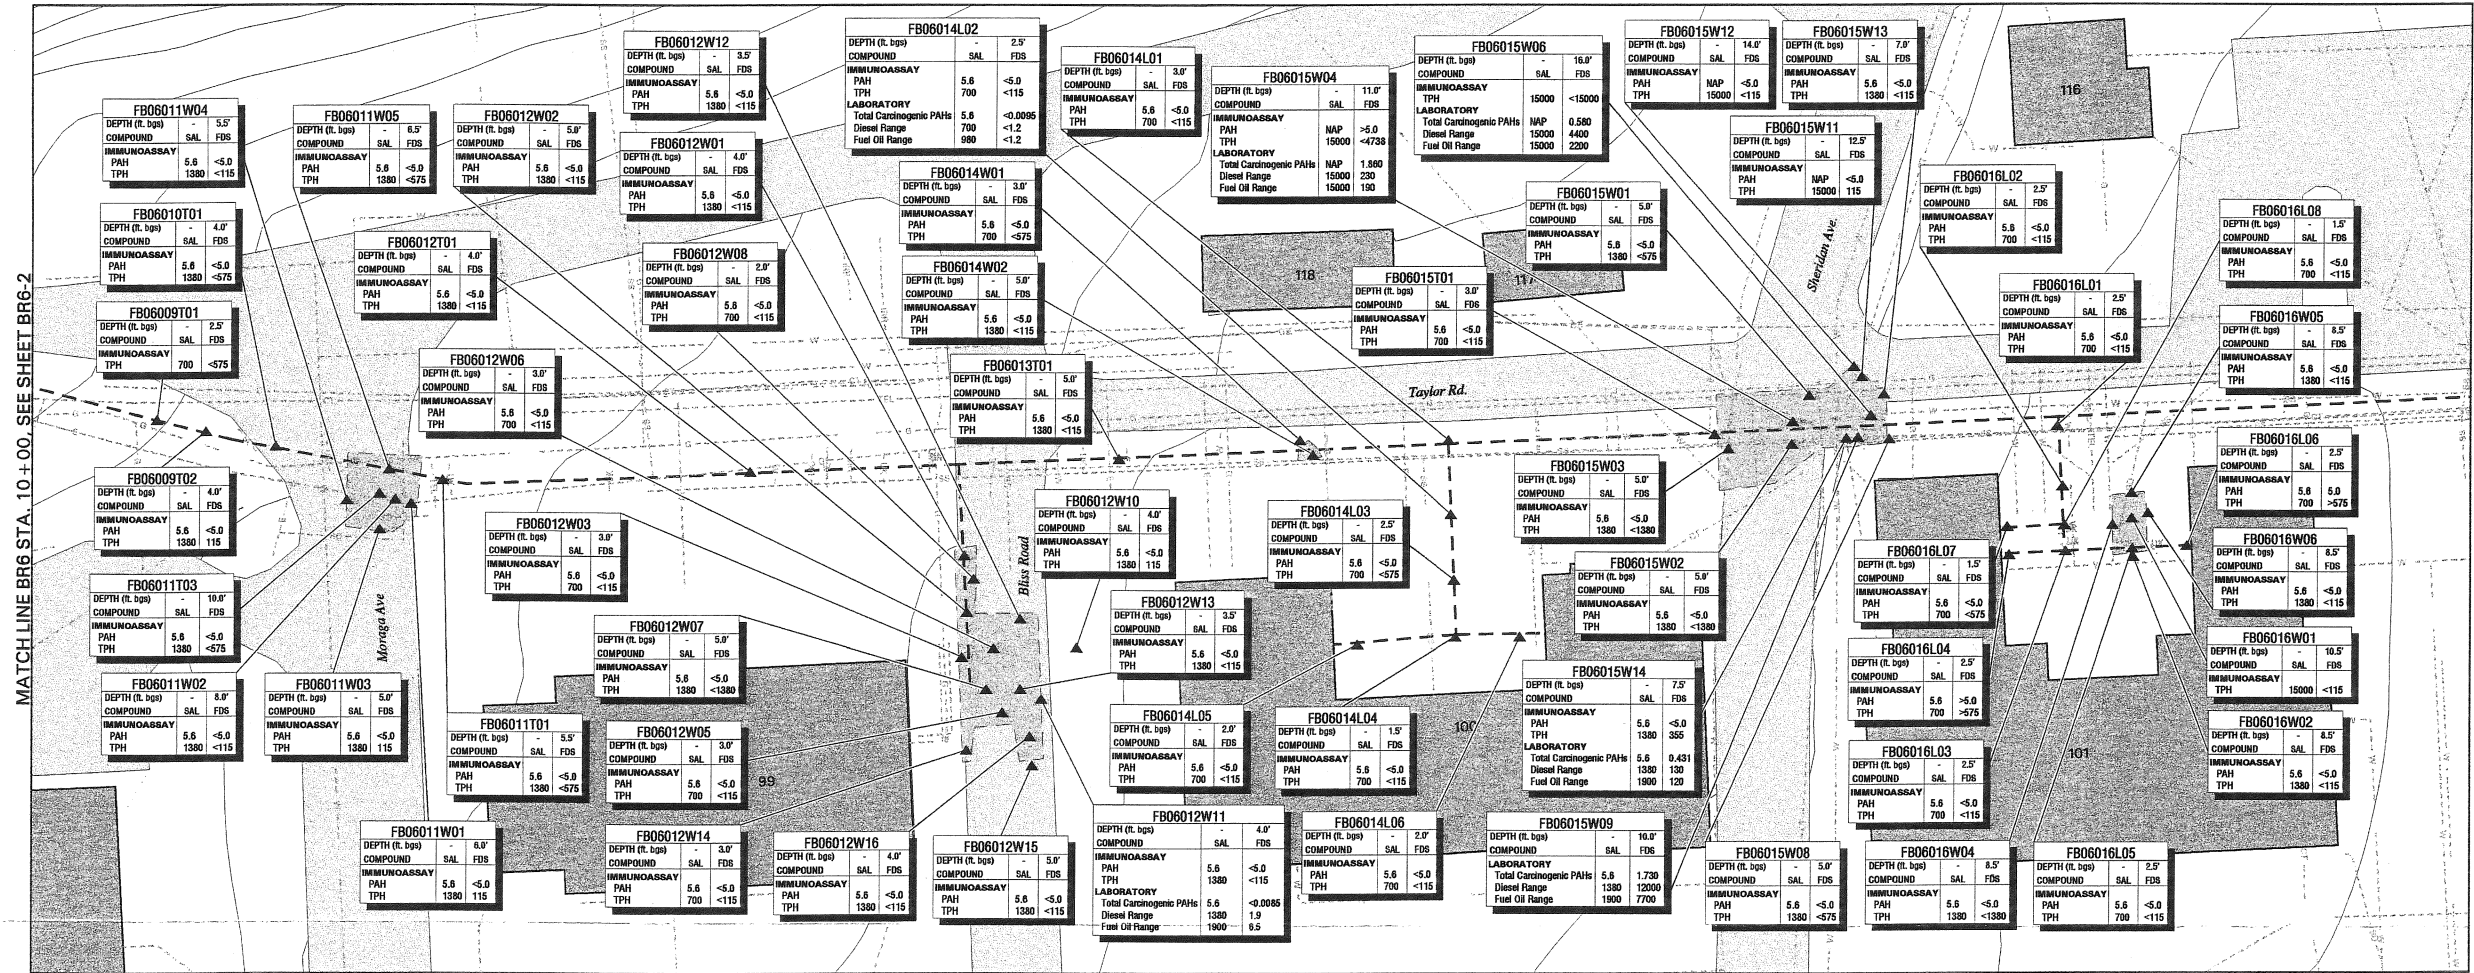 MATCH LINE BR6 STA. 10+00, SEE SHEET BR6-2
FB06011W04
DEPTH (ft. bgs) - 5.5'
COMPOUND SAL FDS
IMMUNOASSAY
PAH 5.6 <5.0
TPH 1380 <115
FB06011W05
DEPTH (ft. bgs) - 6.5'
COMPOUND SAL FDS
IMMUNOASSAY
PAH 5.6 <5.0
TPH 1380 <575
FB06012W02
DEPTH (ft. bgs) - 5.0'
COMPOUND SAL FDS
IMMUNOASSAY
PAH 5.6 <5.0
TPH 1380 <115
FB06012W12
DEPTH (ft. bgs) - 3.5'
COMPOUND SAL FDS
IMMUNOASSAY
PAH 5.6 <5.0
TPH 1380 <115
FB06012W01
DEPTH (ft. bgs) - 4.0'
COMPOUND SAL FDS
IMMUNOASSAY
PAH 5.6 <5.0
TPH 1380 <115
FB06014L02
DEPTH (ft. bgs) - 2.5'
COMPOUND SAL FDS
IMMUNOASSAY
PAH 5.6 <5.0
TPH 700 <115
LABORATORY
Total Carcinogenic PAHs 5.6 <0.0095
Diesel Range 700 <1.2
Fuel Oil Range 980 <1.2
FB06014L01
DEPTH (ft. bgs) - 3.0'
COMPOUND SAL FDS
IMMUNOASSAY
PAH 5.6 <5.0
TPH 700 <115
FB06015W04
DEPTH (ft. bgs) - 11.0'
COMPOUND SAL FDS
IMMUNOASSAY
PAH NAP >5.0
TPH 15000 <4738
LABORATORY
Total Carcinogenic PAHs NAP 1.860
Diesel Range 15000 230
Fuel Oil Range 15000 190
FB06015W06
DEPTH (ft. bgs) - 16.0'
COMPOUND SAL FDS
IMMUNOASSAY
TPH 15000 <15000
LABORATORY
Total Carcinogenic PAHs NAP 0.580
Diesel Range 15000 4400
Fuel Oil Range 15000 2200
FB06015W12
DEPTH (ft. bgs) - 14.0'
COMPOUND SAL FDS
IMMUNOASSAY
PAH NAP <5.0
TPH 15000 <115
FB06015W13
DEPTH (ft. bgs) - 7.0'
COMPOUND SAL FDS
IMMUNOASSAY
PAH 5.6 <5.0
TPH 1380 <115
FB06015W11
DEPTH (ft. bgs) - 12.5'
COMPOUND SAL FDS
IMMUNOASSAY
PAH NAP <5.0
TPH 15000 115
116
FB06016L02
DEPTH (ft. bgs) - 2.5'
COMPOUND SAL FDS
IMMUNOASSAY
PAH 5.6 <5.0
TPH 700 <115
FB06016L08
DEPTH (ft. bgs) - 1.5'
COMPOUND SAL FDS
IMMUNOASSAY
PAH 5.6 <5.0
TPH 700 <115
FB06010T01
DEPTH (ft. bgs) - 4.0'
COMPOUND SAL FDS
IMMUNOASSAY
PAH 5.6 <5.0
TPH 1380 <575
FB06012T01
DEPTH (ft. bgs) - 4.0'
COMPOUND SAL FDS
IMMUNOASSAY
PAH 5.6 <5.0
TPH 1380 <115
FB06012W08
DEPTH (ft. bgs) - 2.0'
COMPOUND SAL FDS
IMMUNOASSAY
PAH 5.6 <5.0
TPH 700 <115
FB06014W01
DEPTH (ft. bgs) - 3.0'
COMPOUND SAL FDS
IMMUNOASSAY
PAH 5.6 <5.0
TPH 700 <575
FB06014W02
DEPTH (ft. bgs) - 5.0'
COMPOUND SAL FDS
IMMUNOASSAY
PAH 5.6 <5.0
TPH 1380 <115
118
117
FB06015W01
DEPTH (ft. bgs) - 5.0'
COMPOUND SAL FDS
IMMUNOASSAY
PAH 5.6 <5.0
TPH 1380 <575
FB06015T01
DEPTH (ft. bgs) - 3.0'
COMPOUND SAL FDS
IMMUNOASSAY
PAH 5.6 <5.0
TPH 700 <115
Sheridan Ave.
FB06016L01
DEPTH (ft. bgs) - 2.5'
COMPOUND SAL FDS
IMMUNOASSAY
PAH 5.6 <5.0
TPH 700 <115
FB06016W05
DEPTH (ft. bgs) - 8.5'
COMPOUND SAL FDS
IMMUNOASSAY
PAH 5.6 <5.0
TPH 1380 <115
FB06009T01
DEPTH (ft. bgs) - 2.5'
COMPOUND SAL FDS
IMMUNOASSAY
TPH 700 <575
FB06012W06
DEPTH (ft. bgs) - 3.0'
COMPOUND SAL FDS
IMMUNOASSAY
PAH 5.6 <5.0
TPH 700 <115
FB06013T01
DEPTH (ft. bgs) - 5.0'
COMPOUND SAL FDS
IMMUNOASSAY
PAH 5.6 <5.0
TPH 1380 <115
Taylor Rd.
FB06009T02
DEPTH (ft. bgs) - 4.0'
COMPOUND SAL FDS
IMMUNOASSAY
PAH 5.6 <5.0
TPH 1380 115
FB06012W03
DEPTH (ft. bgs) - 3.0'
COMPOUND SAL FDS
IMMUNOASSAY
PAH 5.6 <5.0
TPH 700 <115
Bliss Road
FB06012W10
DEPTH (ft. bgs) - 4.0'
COMPOUND SAL FDS
IMMUNOASSAY
PAH 5.6 <5.0
TPH 1380 115
FB06014L03
DEPTH (ft. bgs) - 2.5'
COMPOUND SAL FDS
IMMUNOASSAY
PAH 5.6 <5.0
TPH 700 <575
FB06015W03
DEPTH (ft. bgs) - 5.0'
COMPOUND SAL FDS
IMMUNOASSAY
PAH 5.6 <5.0
TPH 1380 <1380
FB06015W02
DEPTH (ft. bgs) - 5.0'
COMPOUND SAL FDS
IMMUNOASSAY
PAH 5.6 <5.0
TPH 1380 <1380
FB06016L07
DEPTH (ft. bgs) - 1.5'
COMPOUND SAL FDS
IMMUNOASSAY
PAH 5.6 <5.0
TPH 700 <575
FB06016L06
DEPTH (ft. bgs) - 2.5'
COMPOUND SAL FDS
IMMUNOASSAY
PAH 5.6 5.0
TPH 700 >575
FB06016W06
DEPTH (ft. bgs) - 8.5'
COMPOUND SAL FDS
IMMUNOASSAY
PAH 5.6 <5.0
TPH 1380 <115
FB06011T03
DEPTH (ft. bgs) - 10.0'
COMPOUND SAL FDS
IMMUNOASSAY
PAH 5.6 <5.0
TPH 1380 <575
Moraga Ave
FB06012W07
DEPTH (ft. bgs) - 5.0'
COMPOUND SAL FDS
IMMUNOASSAY
PAH 5.6 <5.0
TPH 1380 <1380
FB06012W13
DEPTH (ft. bgs) - 3.5'
COMPOUND SAL FDS
IMMUNOASSAY
PAH 5.6 <5.0
TPH 1380 <115
FB06016L04
DEPTH (ft. bgs) - 2.5'
COMPOUND SAL FDS
IMMUNOASSAY
PAH 5.6 >5.0
TPH 700 >575
FB06016W01
DEPTH (ft. bgs) - 10.5'
COMPOUND SAL FDS
IMMUNOASSAY
TPH 15000 <115
FB06011W02
DEPTH (ft. bgs) - 8.0'
COMPOUND SAL FDS
IMMUNOASSAY
PAH 5.6 <5.0
TPH 1380 <115
FB06011W03
DEPTH (ft. bgs) - 5.0'
COMPOUND SAL FDS
IMMUNOASSAY
PAH 5.6 <5.0
TPH 1380 115
FB06011T01
DEPTH (ft. bgs) - 5.5'
COMPOUND SAL FDS
IMMUNOASSAY
PAH 5.6 <5.0
TPH 1380 <575
FB06012W05
DEPTH (ft. bgs) - 3.0'
COMPOUND SAL FDS
IMMUNOASSAY
PAH 5.6 <5.0
TPH 700 <115
99
FB06014L05
DEPTH (ft. bgs) - 2.0'
COMPOUND SAL FDS
IMMUNOASSAY
PAH 5.6 <5.0
TPH 700 <115
FB06014L04
DEPTH (ft. bgs) - 1.5'
COMPOUND SAL FDS
IMMUNOASSAY
PAH 5.6 <5.0
TPH 700 <115
100
FB06015W14
DEPTH (ft. bgs) - 7.5'
COMPOUND SAL FDS
IMMUNOASSAY
PAH 5.6 <5.0
TPH 1380 355
LABORATORY
Total Carcinogenic PAHs 5.6 0.431
Diesel Range 1380 130
Fuel Oil Range 1900 120
FB06016L03
DEPTH (ft. bgs) - 2.5'
COMPOUND SAL FDS
IMMUNOASSAY
PAH 5.6 <5.0
TPH 700 <115
101
FB06016W02
DEPTH (ft. bgs) - 8.5'
COMPOUND SAL FDS
IMMUNOASSAY
PAH 5.6 <5.0
TPH 1380 <115
FB06011W01
DEPTH (ft. bgs) - 6.0'
COMPOUND SAL FDS
IMMUNOASSAY
PAH 5.6 <5.0
TPH 1380 115
FB06012W14
DEPTH (ft. bgs) - 3.0'
COMPOUND SAL FDS
IMMUNOASSAY
PAH 5.6 <5.0
TPH 700 <115
FB06012W16
DEPTH (ft. bgs) - 4.0'
COMPOUND SAL FDS
IMMUNOASSAY
PAH 5.6 <5.0
TPH 1380 <115
FB06012W15
DEPTH (ft. bgs) - 5.0'
COMPOUND SAL FDS
IMMUNOASSAY
PAH 5.6 <5.0
TPH 1380 <115
FB06012W11
DEPTH (ft. bgs) - 4.0'
COMPOUND SAL FDS
IMMUNOASSAY
PAH 5.6 <5.0
TPH 1380 <115
LABORATORY
Total Carcinogenic PAHs 5.6 <0.0085
Diesel Range 1380 1.9
Fuel Oil Range 1900 6.5
FB06014L06
DEPTH (ft. bgs) - 2.0'
COMPOUND SAL FDS
IMMUNOASSAY
PAH 5.6 <5.0
TPH 700 <115
FB06015W09
DEPTH (ft. bgs) - 10.0'
COMPOUND SAL FDS
LABORATORY
Total Carcinogenic PAHs 5.6 1.730
Diesel Range 1380 12000
Fuel Oil Range 1900 7700
FB06015W08
DEPTH (ft. bgs) - 5.0'
COMPOUND SAL FDS
IMMUNOASSAY
PAH 5.6 <5.0
TPH 1380 <575
FB06016W04
DEPTH (ft. bgs) - 8.5'
COMPOUND SAL FDS
IMMUNOASSAY
PAH 5.6 <5.0
TPH 1380 <1380
FB06016L05
DEPTH (ft. bgs) - 2.5'
COMPOUND SAL FDS
IMMUNOASSAY
PAH 5.6 <5.0
TPH 700 <115